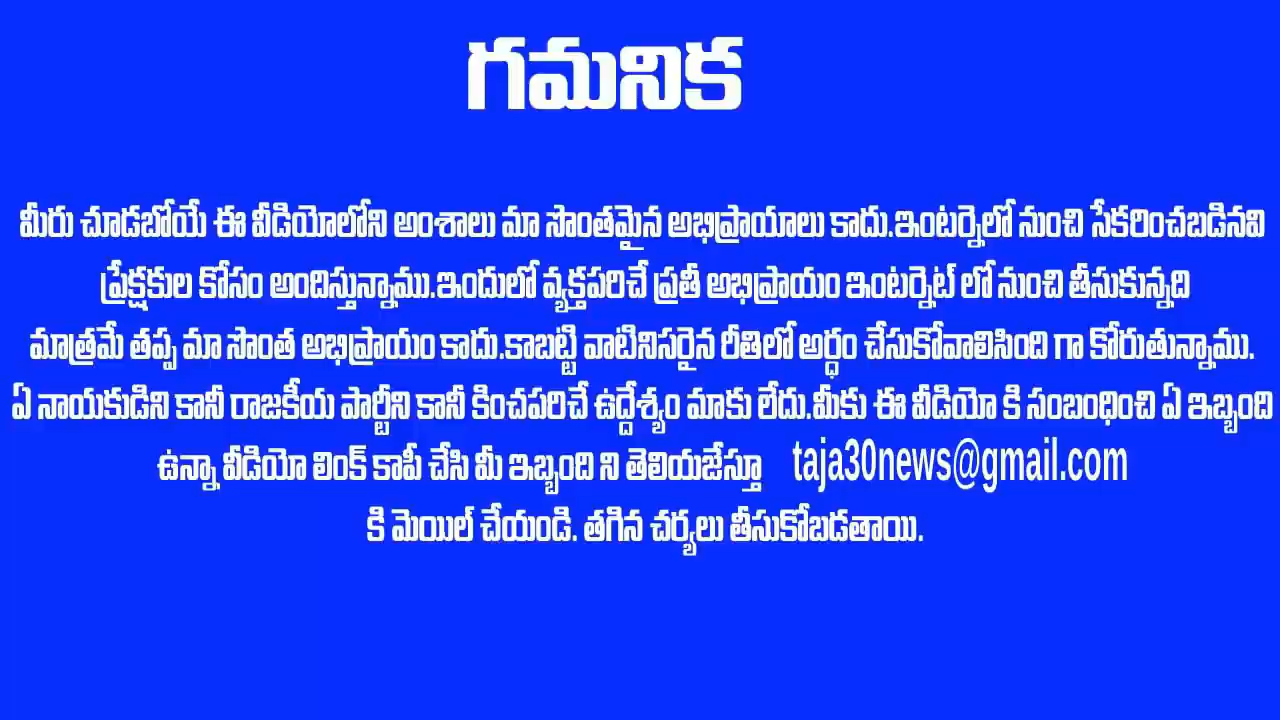 గమనిక
మీరు చూడబోయే ఈ వీడియోలోని అంశాలు మా సొంతమైన అభిప్రాయాలు కాదు.ఇంటర్నెలో నుంచి సేకరించబడినవి
ప్రేక్షకుల కోసం అందిస్తున్నాము.ఇందులో వ్యక్తపరిచే ప్రతీ అభిప్రాయం ఇంటర్నెట్ లో నుంచి తీసుకున్నది
మాత్రమే తప్ప మా సొంత అభిప్రాయం కాదు.కాబట్టి వాటినిసరైన రీతిలో అర్ధం చేసుకోవాలిసింది గా కోరుతున్నాము.
ఏ నాయకుడిని కానీ రాజకీయ పార్టీని కానీ కించపరిచే ఉద్దేశ్యం మాకు లేదు.మీకు ఈ వీడియో కి సంబంధించి ఏ ఇబ్బంది
ఉన్నా వీడియో లింక్ కాపీ చేసి మీ ఇబ్బంది ని తెలియజేస్తూ taja30news@gmail.com
కి మెయిల్ చేయండి. తగిన చర్యలు తీసుకోబడతాయి.